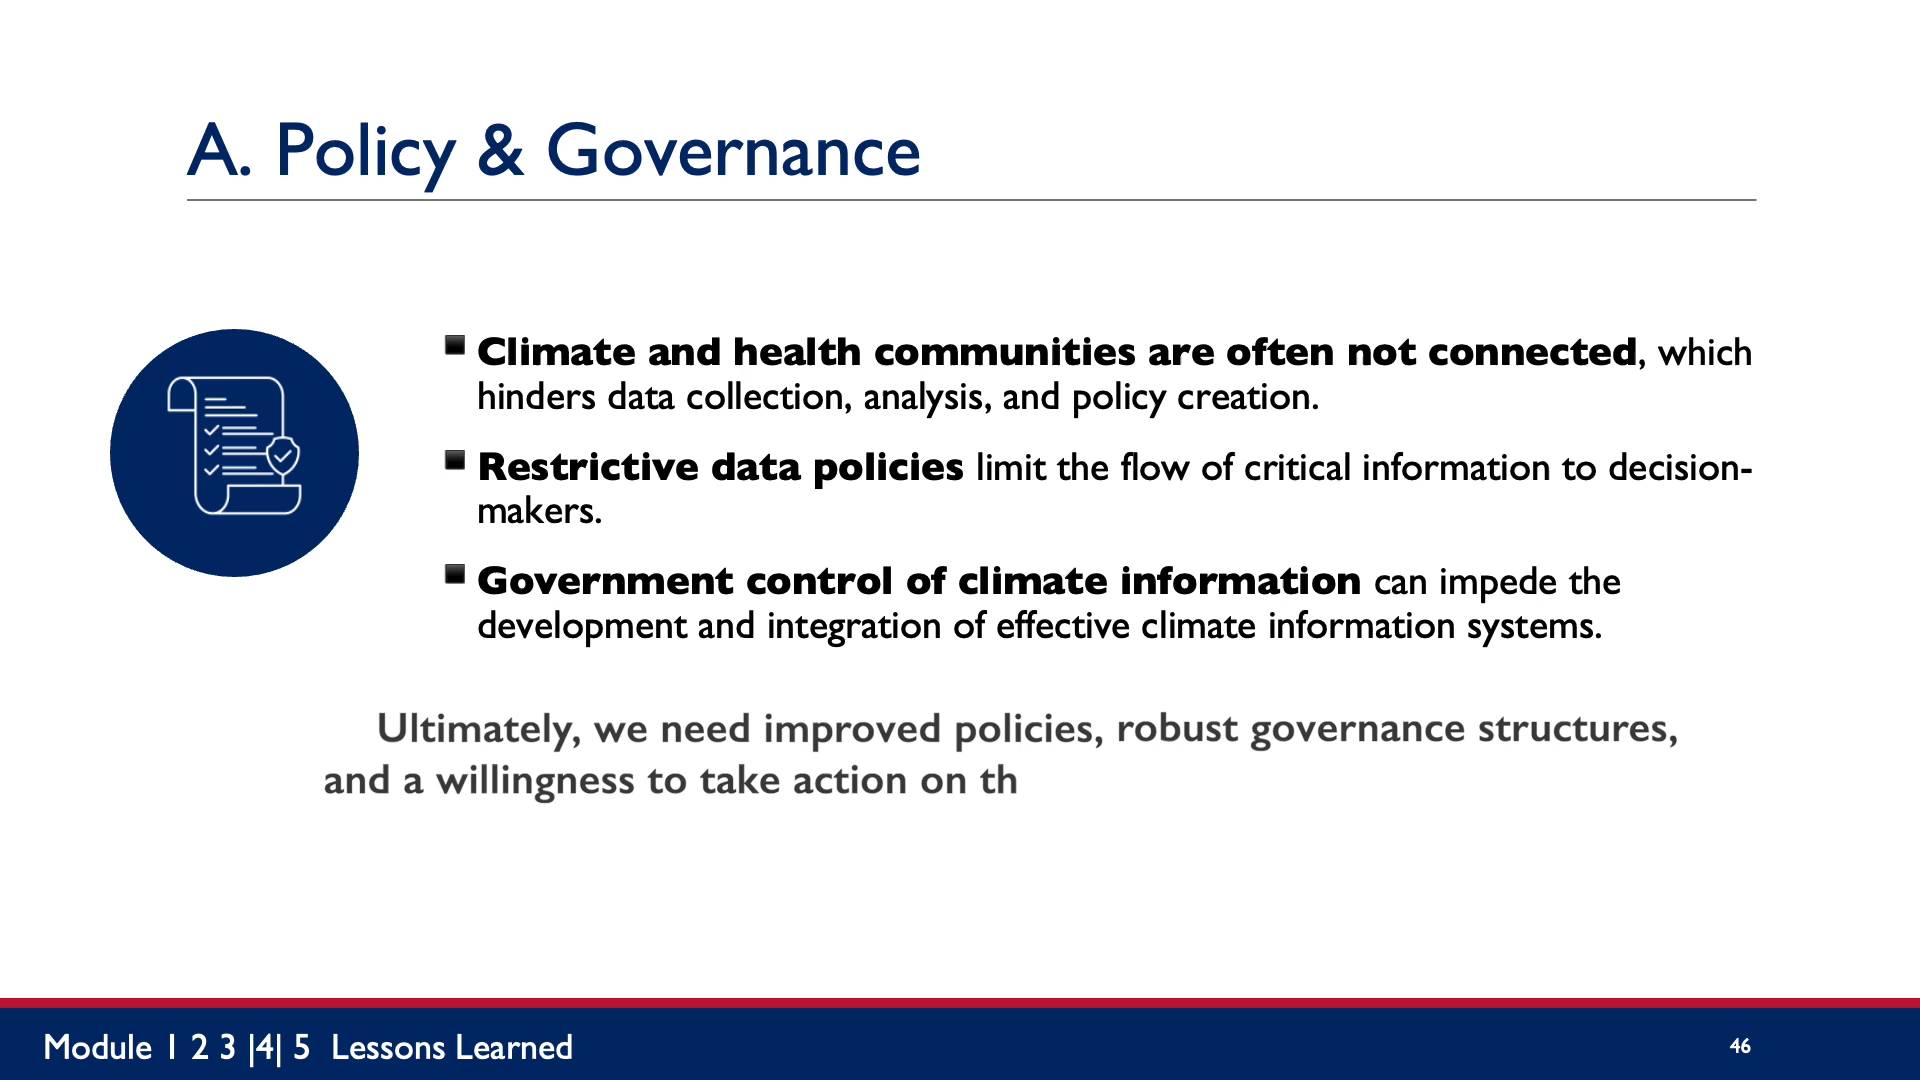 A. Policy & Governance
▪ Climate and health communities are often not connected, which
hinders data collection, analysis, and policy creation.
▪ Restrictive data policies limit the flow of critical information to decision-
makers.
▪ Government control of climate information can impede the
development and integration of effective climate information systems.
Ultimately, we need improved policies, robust governance structures,
and a willingness to take action on th
Module 1 2 3 |4| 5 Lessons Learned
46